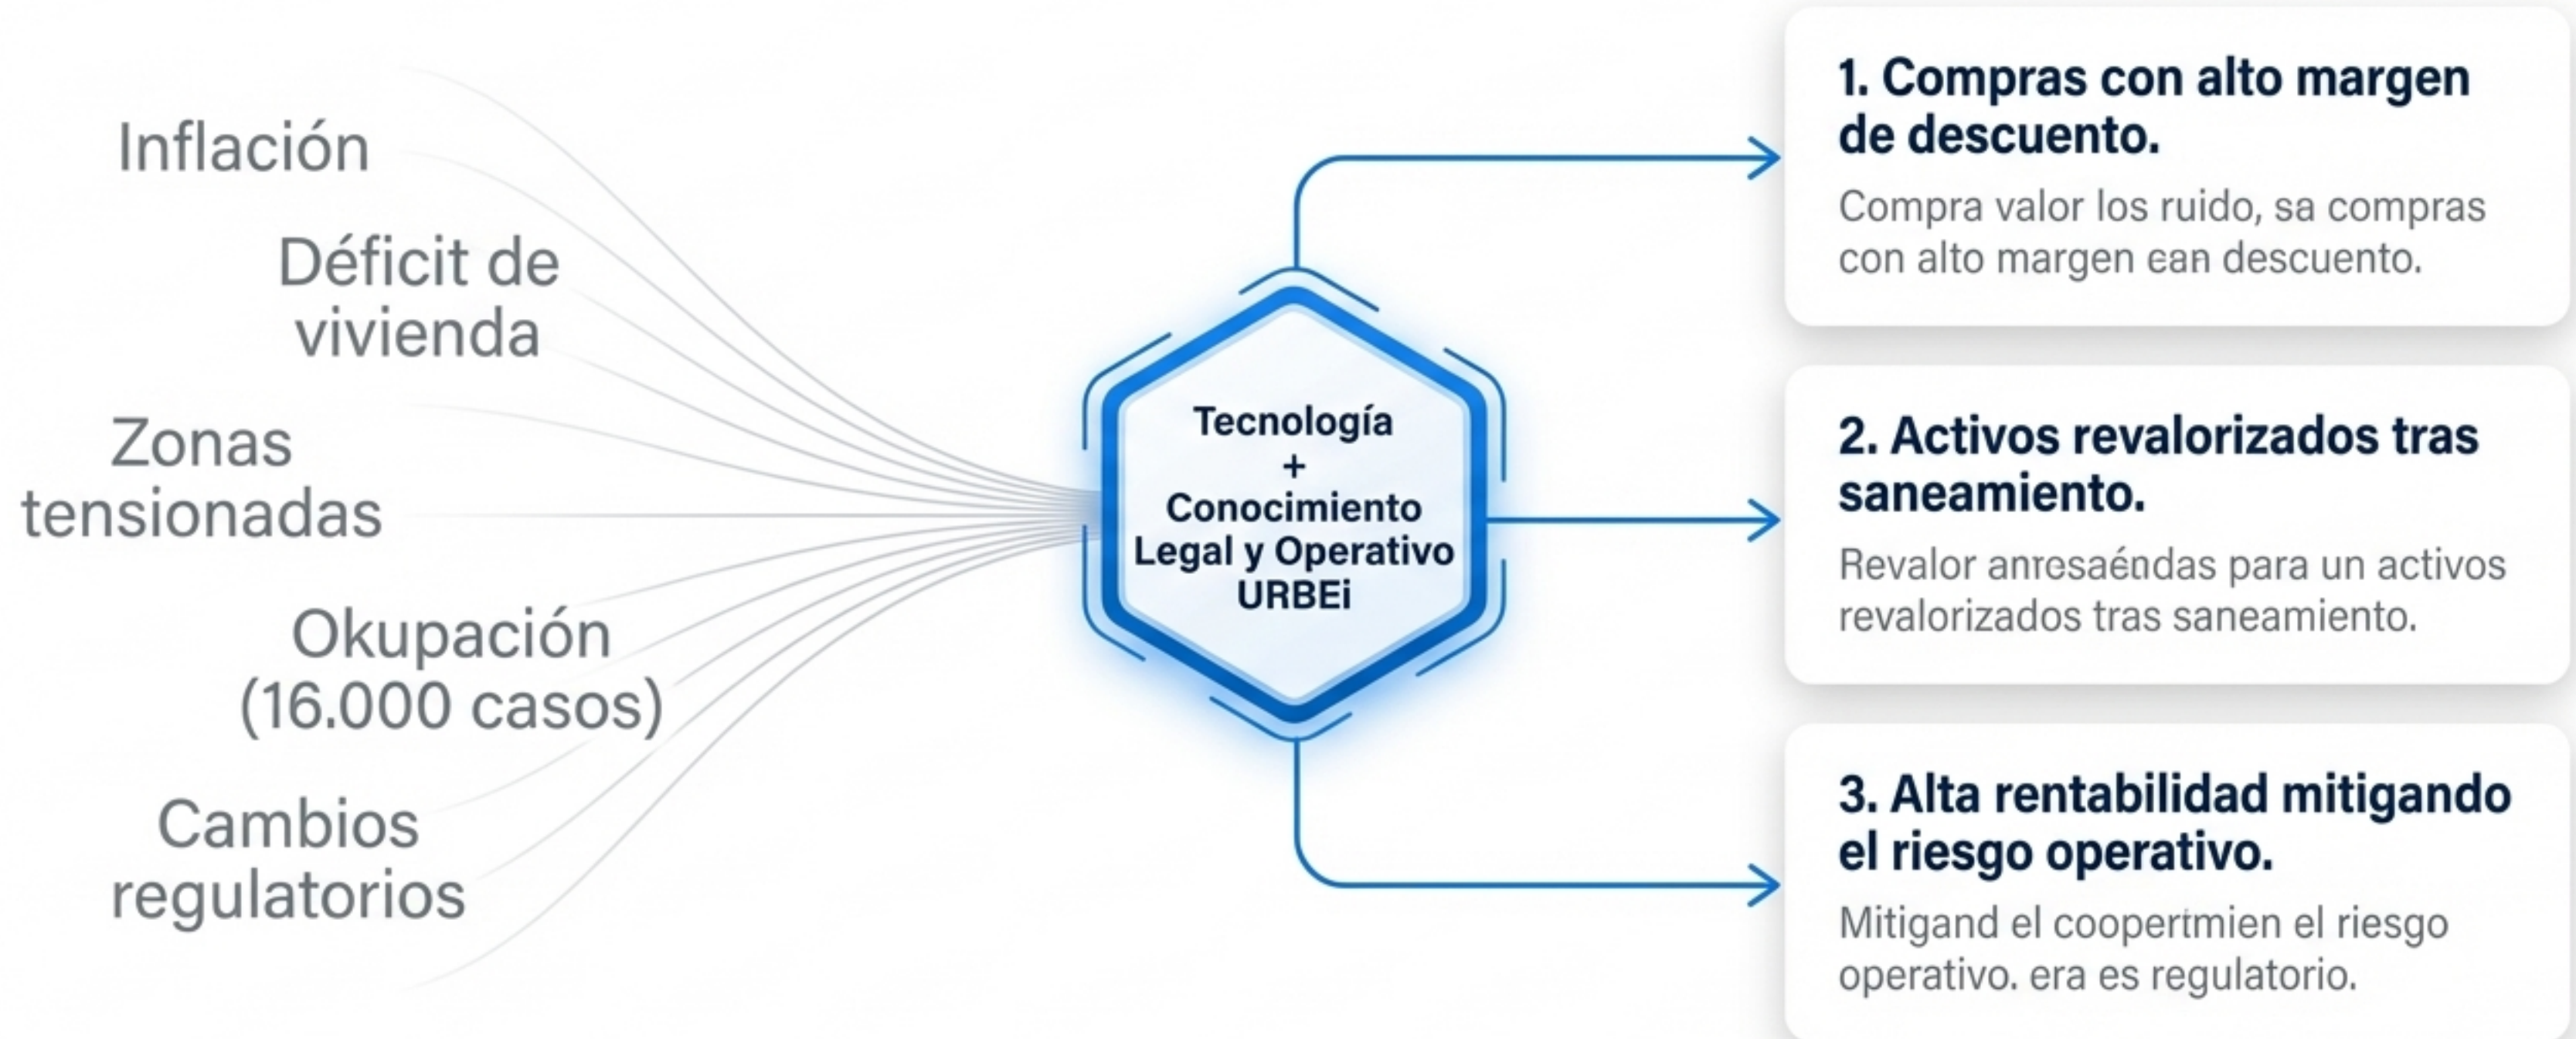 Inflación
Déficit de
vivienda
Zonas
tensionadas
Okupación
(16.000 casos)
Cambios
regulatorios
Tecnología
+
Conocimiento
Legal y Operativo
URBEi
1. Compras con alto margen
de descuento.
Compra valor los ruido, sa compras
con alto margen ean descuento.
2. Activos revalorizados tras
saneamiento.
Revalor para un activos
revalorizados tras saneamiento.
3. Alta rentabilidad mitigando
el riesgo operativo.
Mitigand el el riesgo
operativo. era es regulatorio.